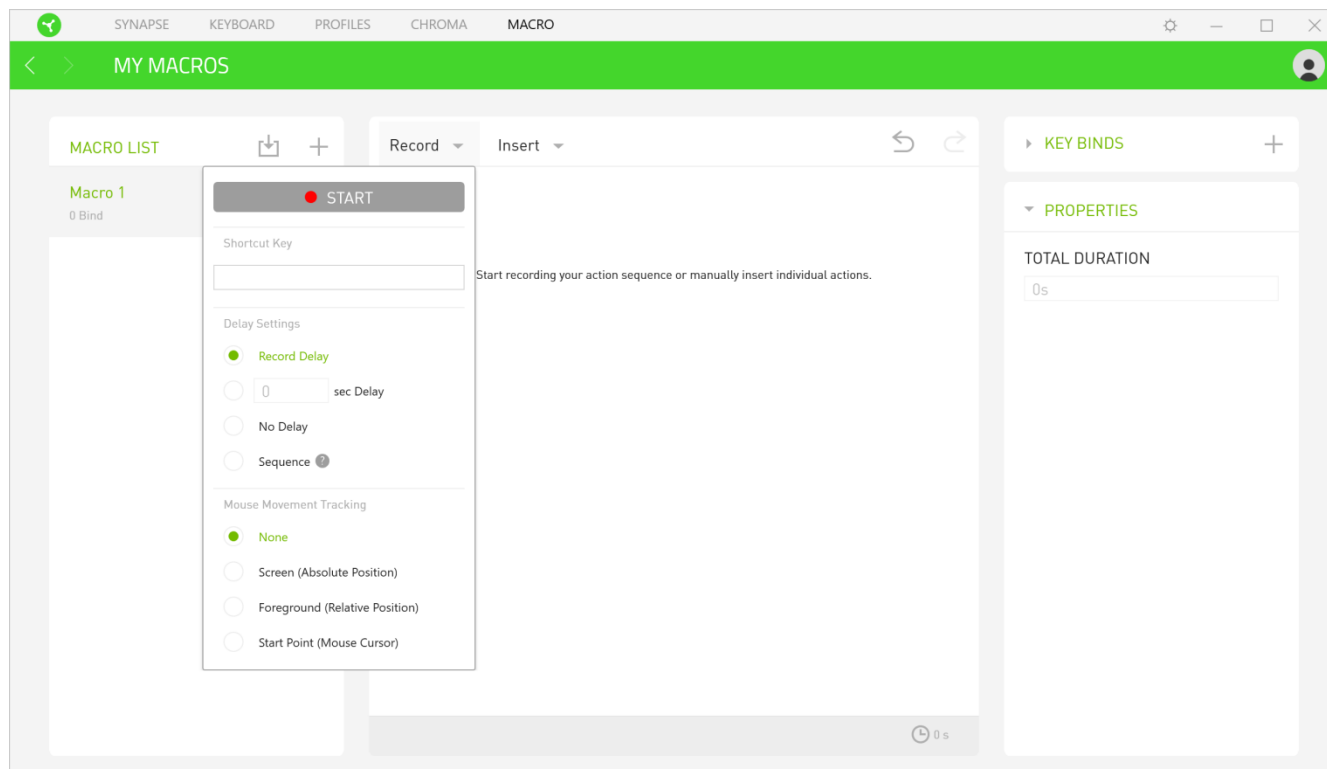 SYNAPSE KEYBOARD PROFILES CHROMA MACRO
MY MACROS
MACRO LIST
Macro 1
0 Bind
Record Insert
START
Shortcut Key
Delay Settings
Record Delay
0 sec Delay
No Delay
Sequence ?
Mouse Movement Tracking
None
Screen (Absolute Position)
Foreground (Relative Position)
Start Point (Mouse Cursor)
Start recording your action sequence or manually insert individual actions.
0 s
KEY BINDS
PROPERTIES
TOTAL DURATION
0s